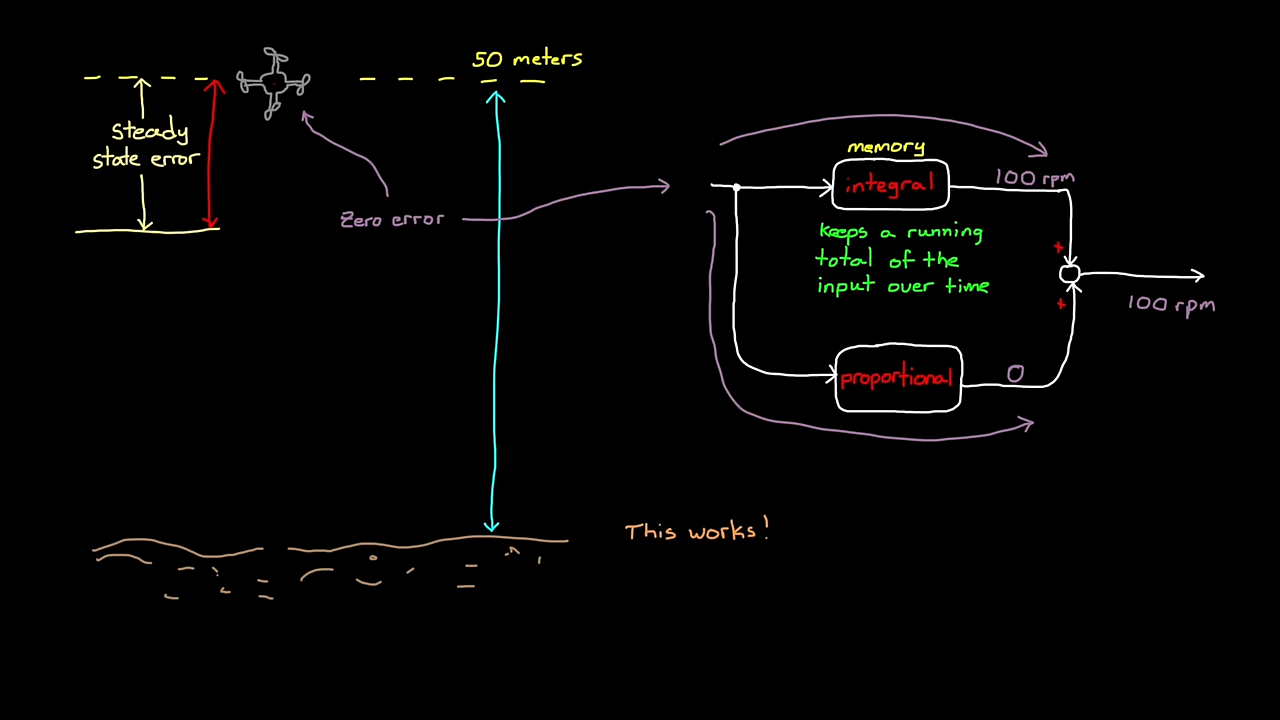 50 meters
steady
state error
Zero error
memory
integral
100 rpm
keeps a running
total of the
input over time
+
+
100 rpm
proportional
0
This works!